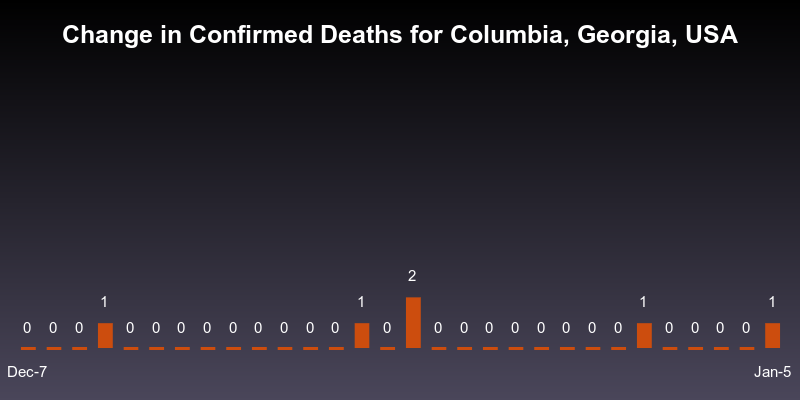 Change in Confirmed Deaths for Columbia, Georgia, USA
2
1 1 1 1
0 0 0 0 0 0 0 0 0 0 0 0 0 0 0 0 0 0 0 0 0 0 0 0 0
Dec-7 Jan-5